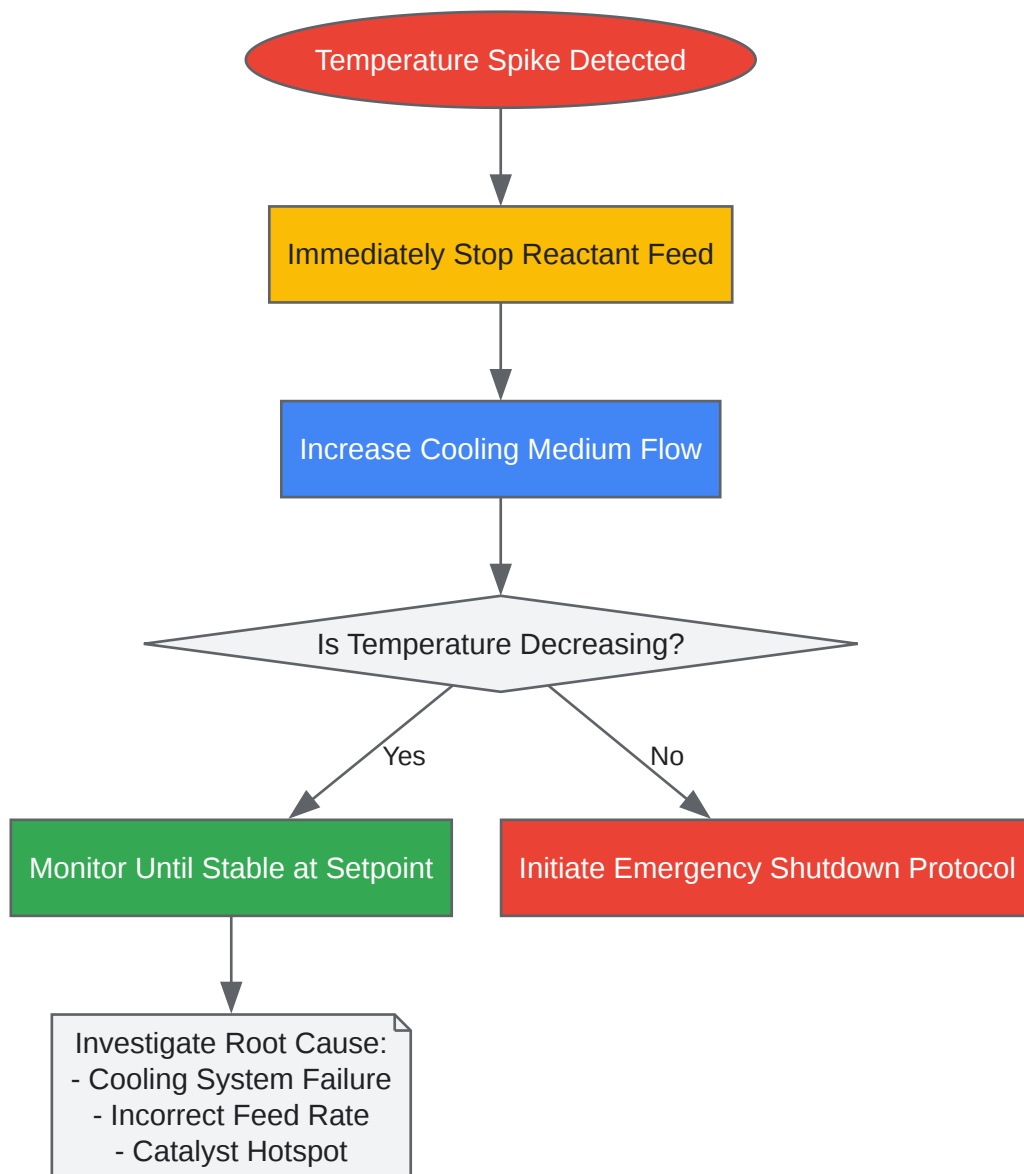 Temperature Spike Detected
Immediately Stop Reactant Feed
Increase Cooling Medium Flow
Is Temperature Decreasing?
Yes
No
Monitor Until Stable at Setpoint
Initiate Emergency Shutdown Protocol
Investigate Root Cause:
- Cooling System Failure
- Incorrect Feed Rate
- Catalyst Hotspot